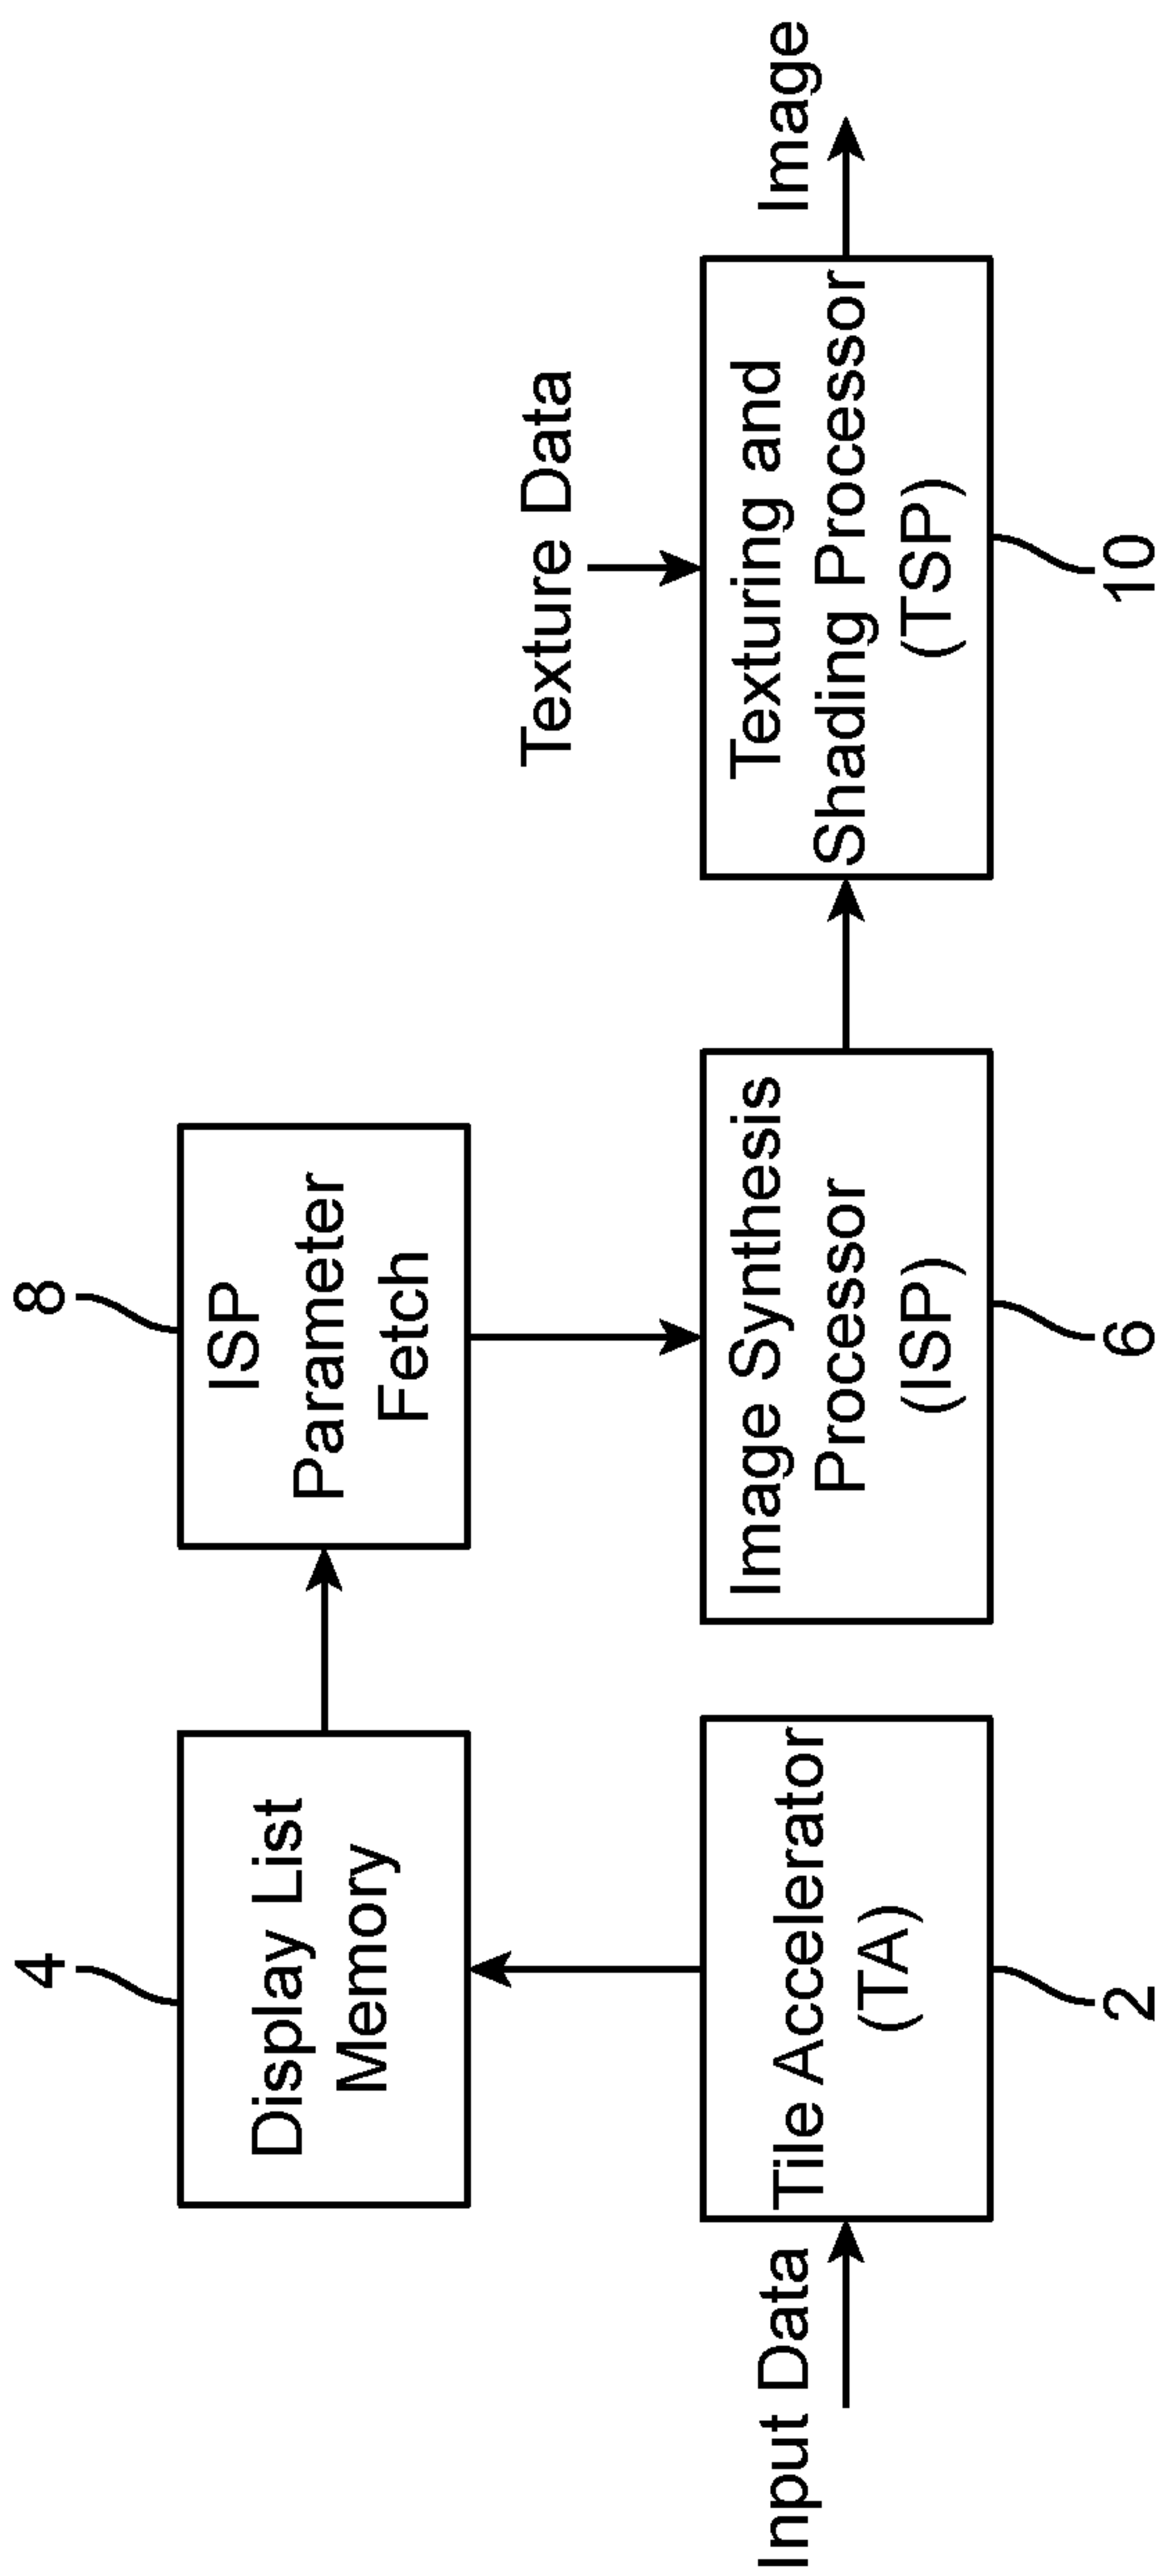 4
8
Display List
Memory
ISP
Parameter
Fetch
Texture Data
Input Data
Tile Accelerator
(TA)
Image Synthesis
Processor
(ISP)
Texturing and
Shading Processor
(TSP)
Image
2
6
10